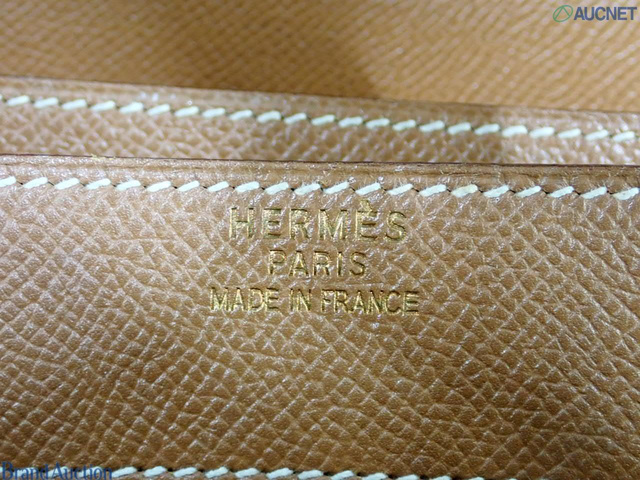 AUCNET
HERMÈS
PARIS
MADE IN FRANCE
Brand Auction